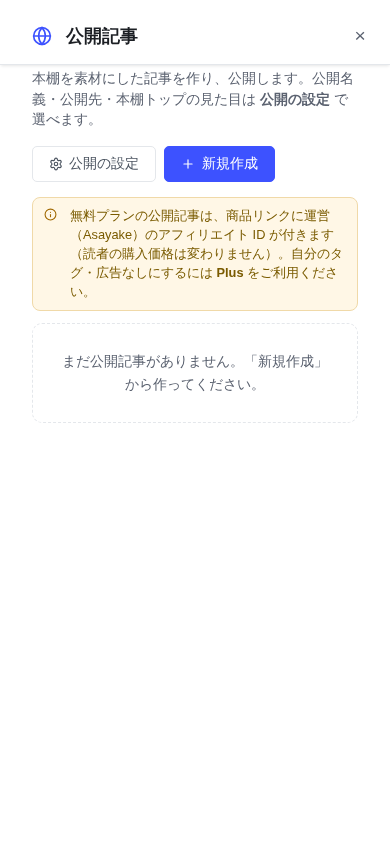 公開記事
本棚を素材にした記事を作り、公開します。公開名
義・公開先・本棚トップの見た目は 公開の設定 で
選べます。
公開の設定
新規作成
無料プランの公開記事は、商品リンクに運営
（Asayake）のアフィリエイト ID が付きます
（読者の購入価格は変わりません）。自分のタ
グ・広告なしにするには Plus をご利用くださ
い。
まだ公開記事がありません。「新規作成」
から作ってください。